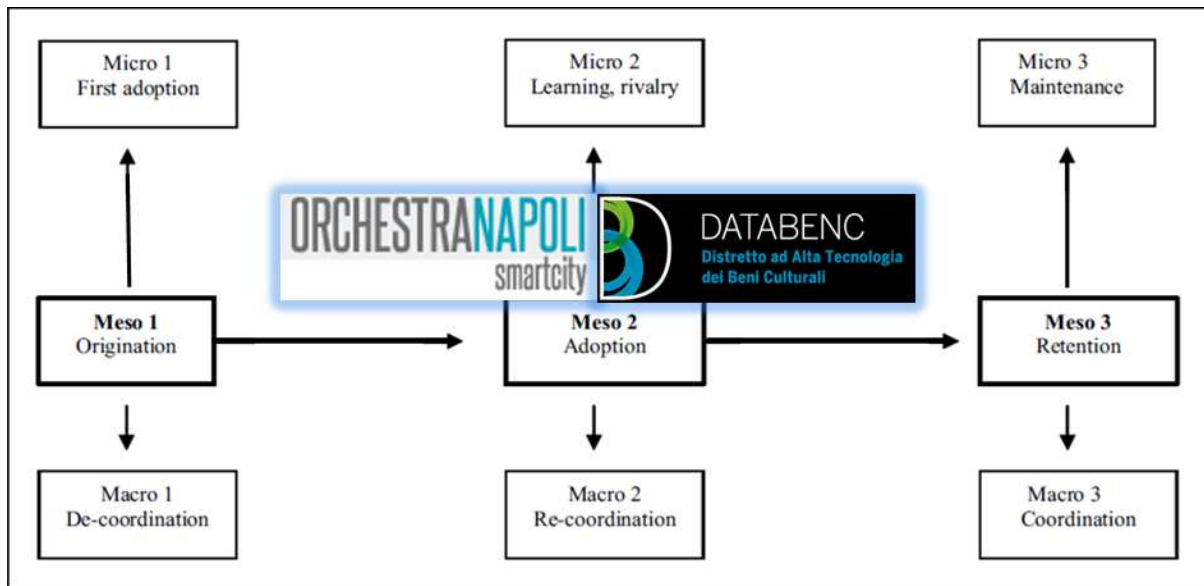 Micro 1
First adoption
Micro 2
Learning, rivalry
Micro 3
Maintenance
ORCHESTRANAPOLI
smartcity
DATABENC
Distretto ad Alta Tecnologia
dei Beni Culturali
Meso 1
Origination
Meso 2
Adoption
Meso 3
Retention
Macro 1
De-coordination
Macro 2
Re-coordination
Macro 3
Coordination